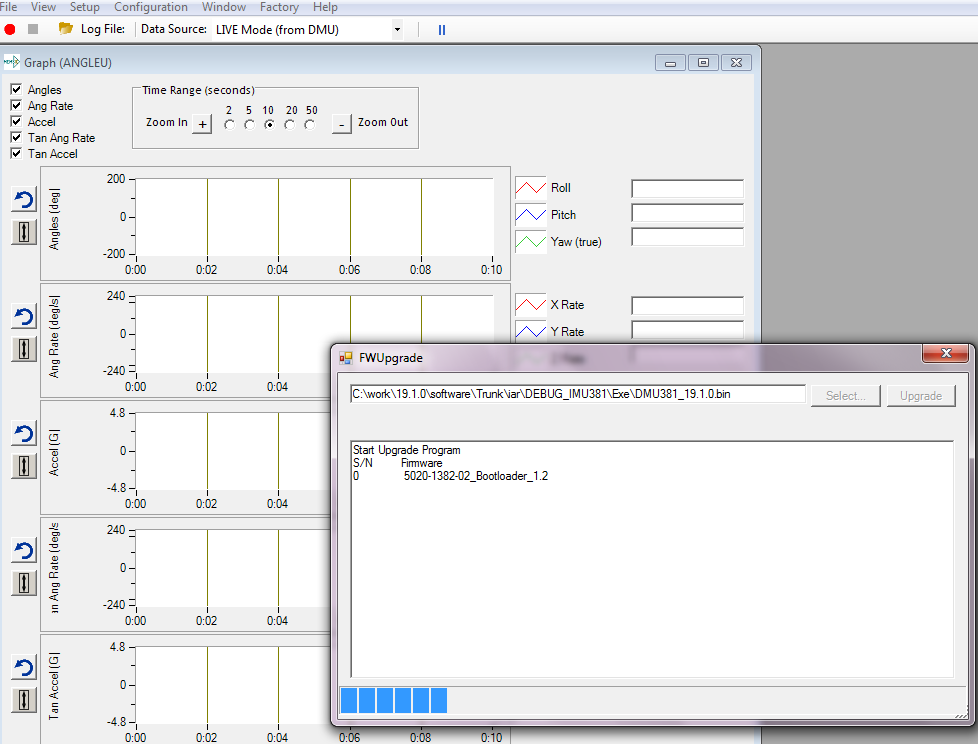 File View Setup Configuration Window Factory Help
Log File: Data Source: LIVE Mode (from DMU)
Graph (ANGLEU)
Angles
Ang Rate
Accel
Tan Ang Rate
Tan Accel
Time Range (seconds)
2 5 10 20 50
Zoom In + - Zoom Out
Angles (deg)
200
0
-200
0:00 0:02 0:04 0:06 0:08 0:10
Roll
Pitch
Yaw (true)
Ang Rate (deg/s)
240
0
-240
0:00 0:02 0:04
X Rate
Y Rate
Accel (G)
4.8
0
-4.8
0:00 0:02 0:04
an Ang Rate (deg/s
240
0
-240
0:00 0:02 0:04
Tan Accel (G)
4.8
0
-4.8
0:00 0:02 0:04 0:06 0:08 0:10
FWUpgrade
C:\work\19.1.0\software\Trunk\iar\DEBUG_IMU381\Exe\DMU381_19.1.0.bin Select... Upgrade
Start Upgrade Program
S/N Firmware
0 5020-1382-02_Bootloader_1.2